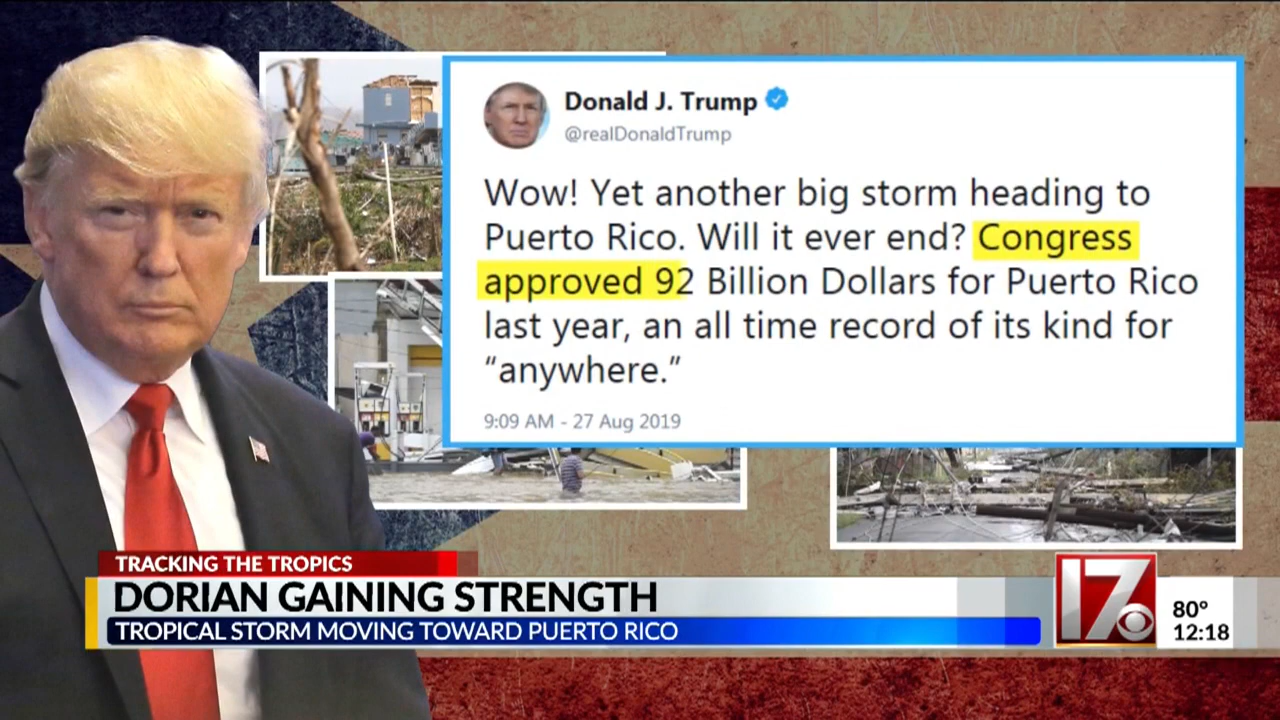 Donald J. Trump
@realDonaldTrump
Wow! Yet another big storm heading to
Puerto Rico. Will it ever end? Congress
approved 92 Billion Dollars for Puerto Rico
last year, an all time record of its kind for
“anywhere.”
9:09 AM - 27 Aug 2019
TRACKING THE TROPICS
DORIAN GAINING STRENGTH
TROPICAL STORM MOVING TOWARD PUERTO RICO
17
80°
12:18